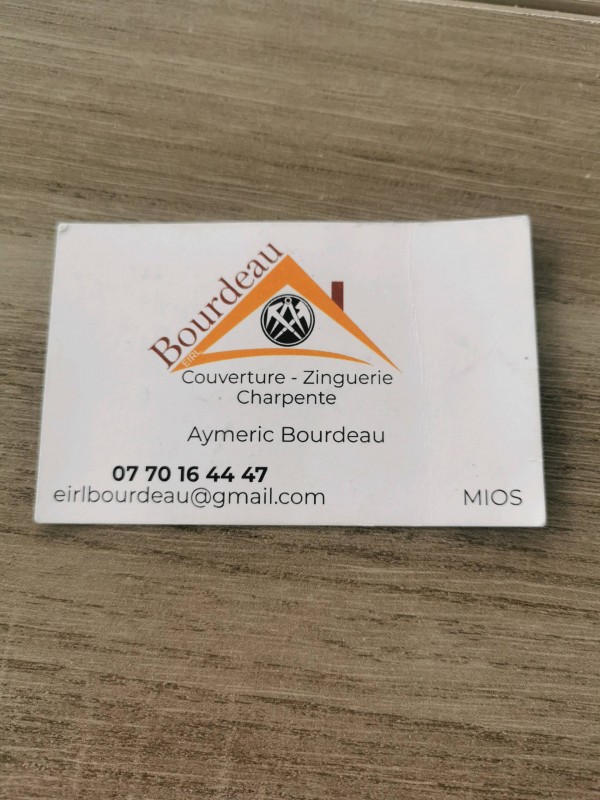 Bourdeau
EIRL
Couverture - Zinguerie
Charpente
Aymeric Bourdeau
07 70 16 44 47
eirlbourdeau@gmail.com
MIOS